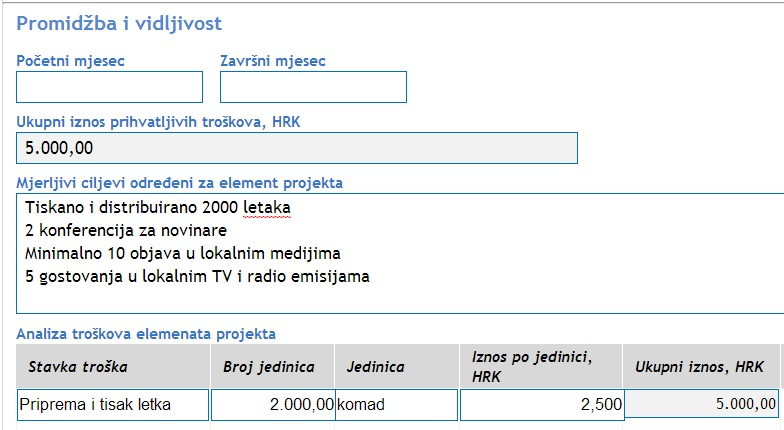 Promidžba i vidljivost
Početni mjesec Završni mjesec
Ukupni iznos prihvatljivih troškova, HRK
5.000,00
Mjerljivi ciljevi određeni za element projekta
Tiskano i distribuirano 2000 letaka
2 konferencija za novinare
Minimalno 10 objava u lokalnim medijima
5 gostovanja u lokalnim TV i radio emisijama
Analiza troškova elemenata projekta
Stavka troška Broj jedinica Jedinica Iznos po jedinici, HRK Ukupni iznos, HRK
Priprema i tisak letka 2.000,00 komad 2,500 5.000,00